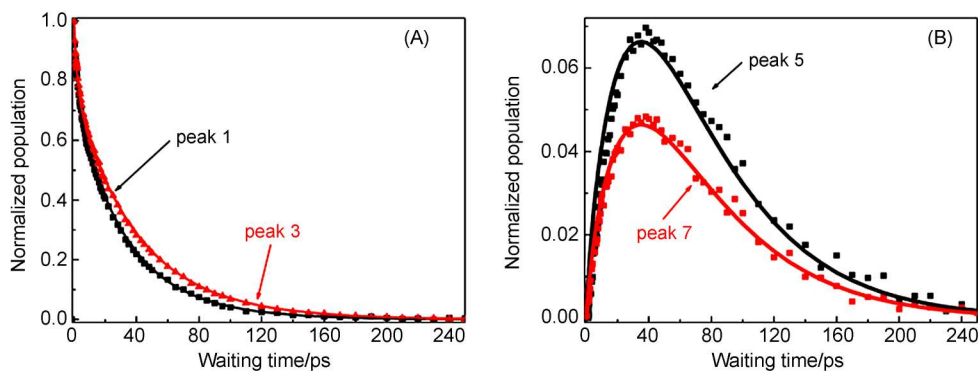 (A)
Normalized population
1.0
0.8
0.6
0.4
0.2
0.0
peak 1
peak 3
0 40 80 120 160 200 240
Waiting time/ps
(B)
Normalized population
0.06
0.04
0.02
0.00
peak 5
peak 7
0 40 80 120 160 200 240
Waiting time/ps